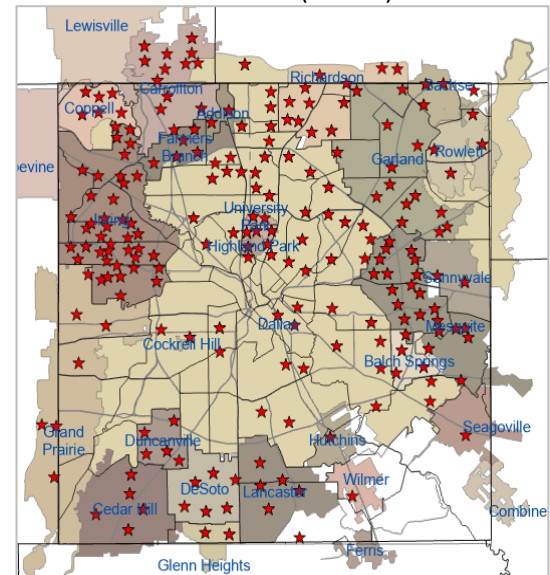 Lewisville
Richardson
Carrollton
Sachse
Coppell
Addison
Farmers
Branch
Garland
Rowlett
evine
University
Park
Irving
Highland Park
Sunnyvale
Dallas
Mesquite
Cockrell Hill
Balch Springs
Grand
Prairie
Duncanville
Hutchins
Seagoville
DeSoto
Lancaster
Wilmer
Cedar Hill
Combine
Ferris
Glenn Heights